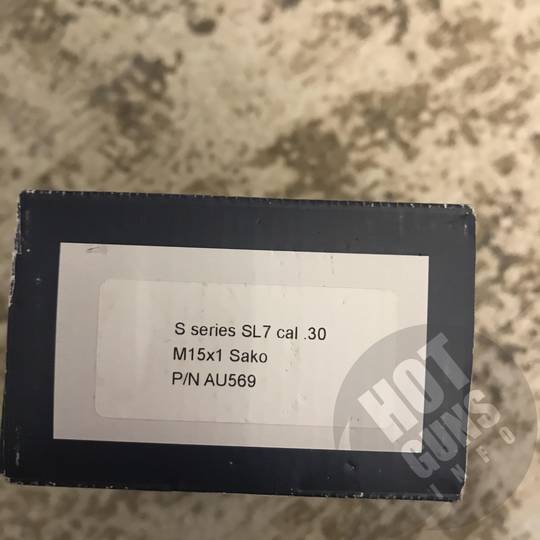 S series SL7 cal .30
M15x1 Sako
P/N AU569
HOT
GUNS
INFO